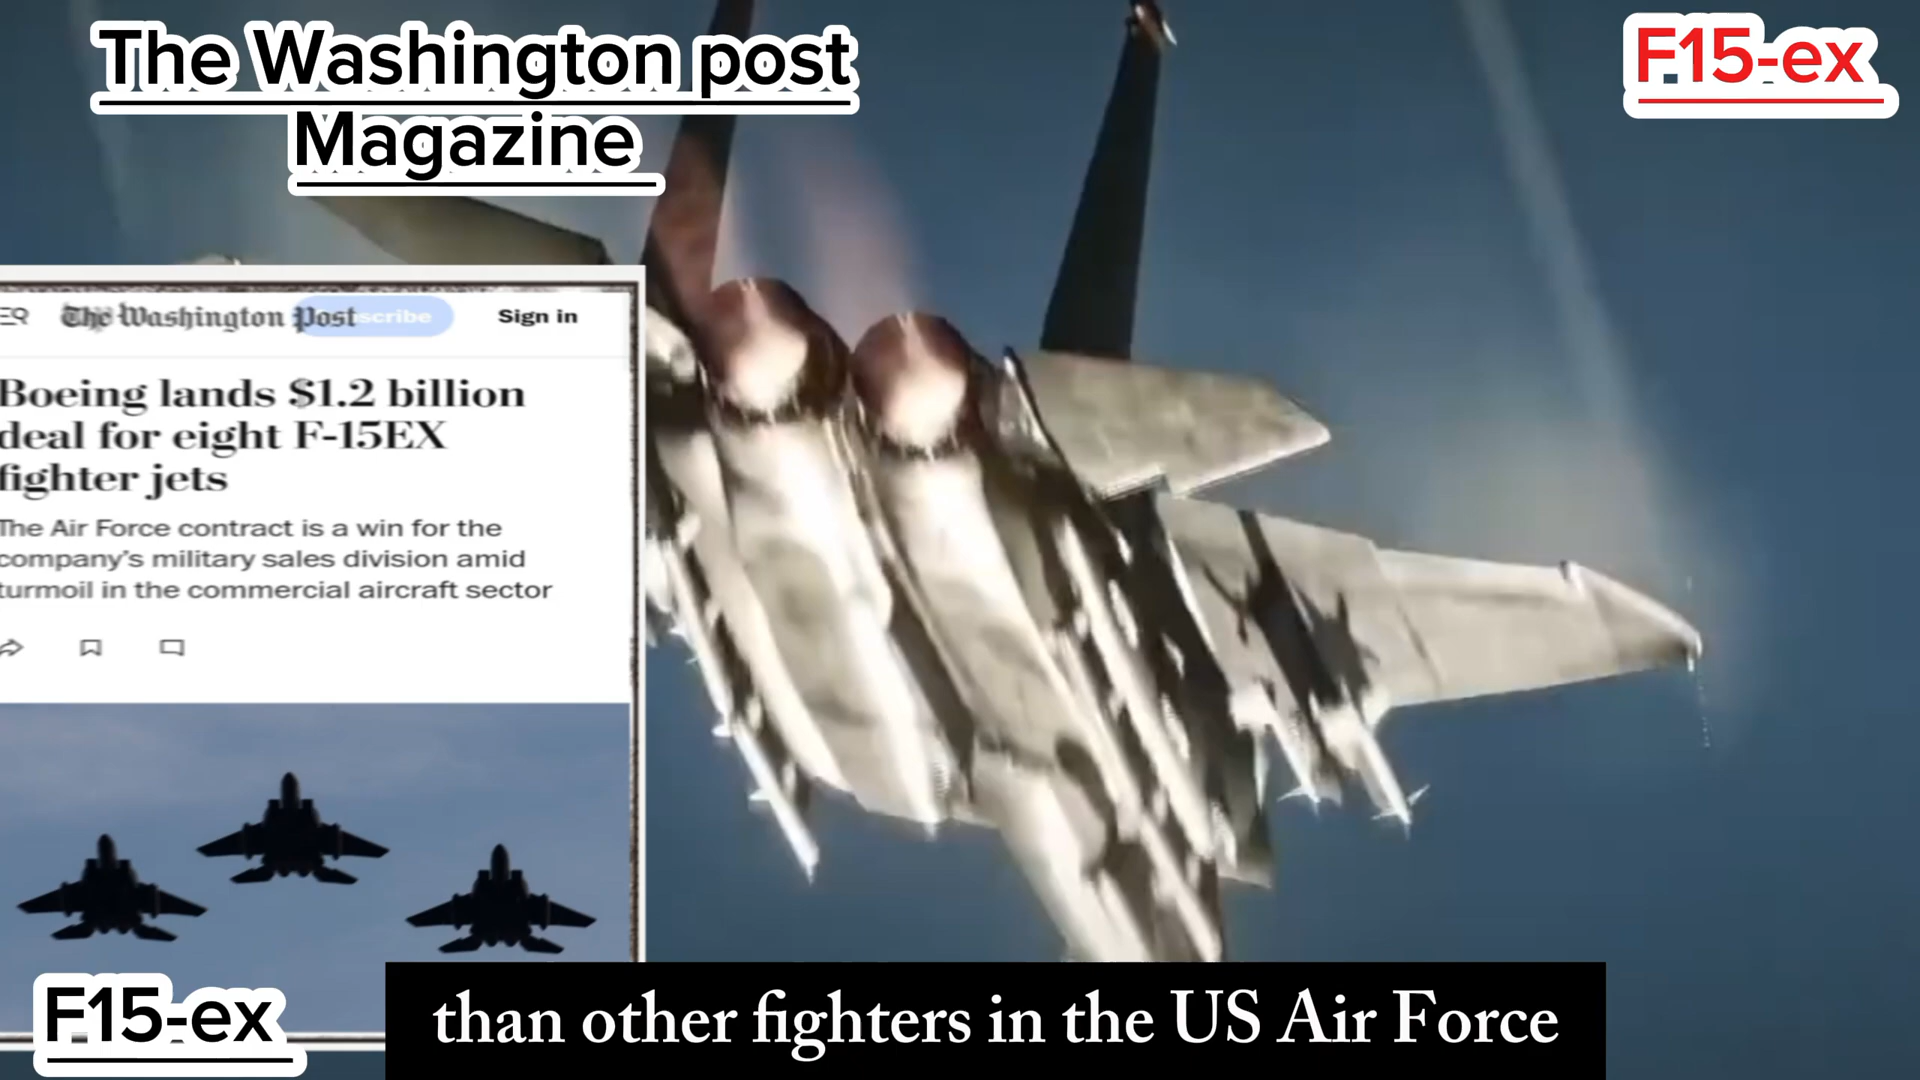 The Washington post
Magazine
F15-ex
The Washington Post
Sign in
Boeing lands $1.2 billion
deal for eight F-15EX
fighter jets
The Air Force contract is a win for the
company's military sales division amid
turmoil in the commercial aircraft sector
F15-ex
than other fighters in the US Air Force